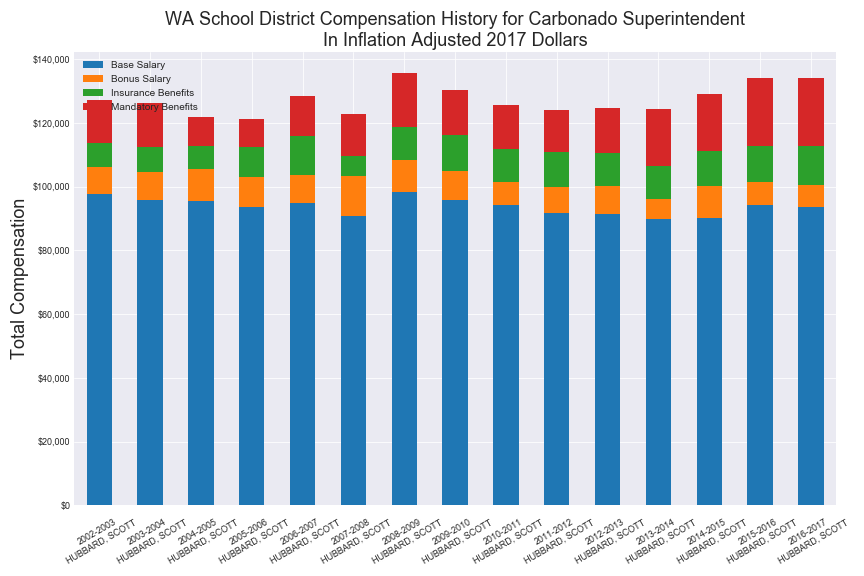 WA School District Compensation History for Carbonado Superintendent
In Inflation Adjusted 2017 Dollars
Total Compensation
$140,000
$120,000
$100,000
$80,000
$60,000
$40,000
$20,000
$0
Base Salary
Bonus Salary
Insurance Benefits
Mandatory Benefits
2002-2003
HUBBARD, SCOTT
2003-2004
HUBBARD, SCOTT
2004-2005
HUBBARD, SCOTT
2005-2006
HUBBARD, SCOTT
2006-2007
HUBBARD, SCOTT
2007-2008
HUBBARD, SCOTT
2008-2009
HUBBARD, SCOTT
2009-2010
HUBBARD, SCOTT
2010-2011
HUBBARD, SCOTT
2011-2012
HUBBARD, SCOTT
2012-2013
HUBBARD, SCOTT
2013-2014
HUBBARD, SCOTT
2014-2015
HUBBARD, SCOTT
2015-2016
HUBBARD, SCOTT
2016-2017
HUBBARD, SCOTT